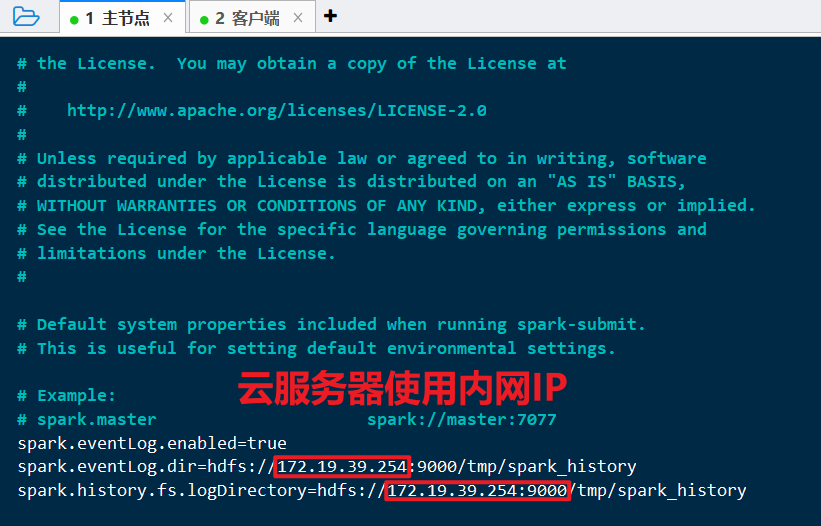 1 主节点 × 2 客户端 × +
# the License.  You may obtain a copy of the License at
#
#    http://www.apache.org/licenses/LICENSE-2.0
#
# Unless required by applicable law or agreed to in writing, software
# distributed under the License is distributed on an "AS IS" BASIS,
# WITHOUT WARRANTIES OR CONDITIONS OF ANY KIND, either express or implied.
# See the License for the specific language governing permissions and
# limitations under the License.
#
# Default system properties included when running spark-submit.
# This is useful for setting default environmental settings.
云服务器使用内网IP
# Example:
# spark.master                     spark://master:7077
spark.eventLog.enabled=true
spark.eventLog.dir=hdfs://172.19.39.254:9000/tmp/spark_history
spark.history.fs.logDirectory=hdfs://172.19.39.254:9000/tmp/spark_history